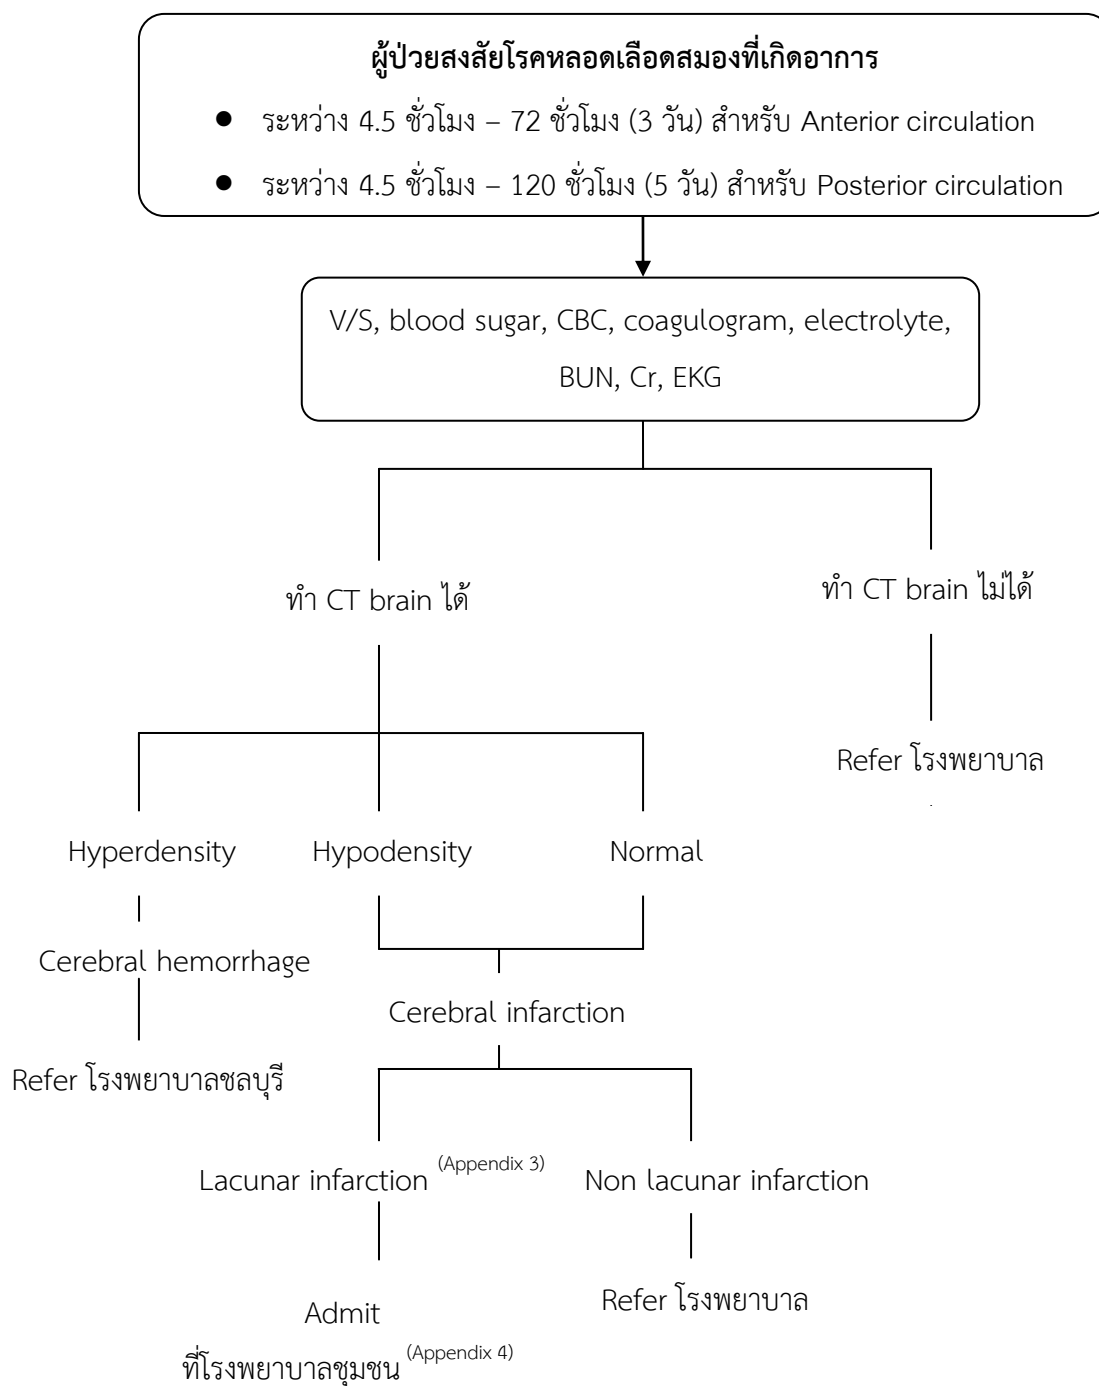 ผู้ป่วยสงสัยโรคหลอดเลือดสมองที่เกิดอาการ
● ระหว่าง 4.5 ชั่วโมง – 72 ชั่วโมง (3 วัน) สำหรับ Anterior circulation
● ระหว่าง 4.5 ชั่วโมง – 120 ชั่วโมง (5 วัน) สำหรับ Posterior circulation
V/S, blood sugar, CBC, coagulogram, electrolyte,
BUN, Cr, EKG
ทำ CT brain ได้
ทำ CT brain ไม่ได้
Refer โรงพยาบาล
Hyperdensity
Hypodensity
Normal
Cerebral hemorrhage
Cerebral infarction
Refer โรงพยาบาลชลบุรี
Lacunar infarction (Appendix 3)
Non lacunar infarction
Refer โรงพยาบาล
Admit
ที่โรงพยาบาลชุมชน (Appendix 4)